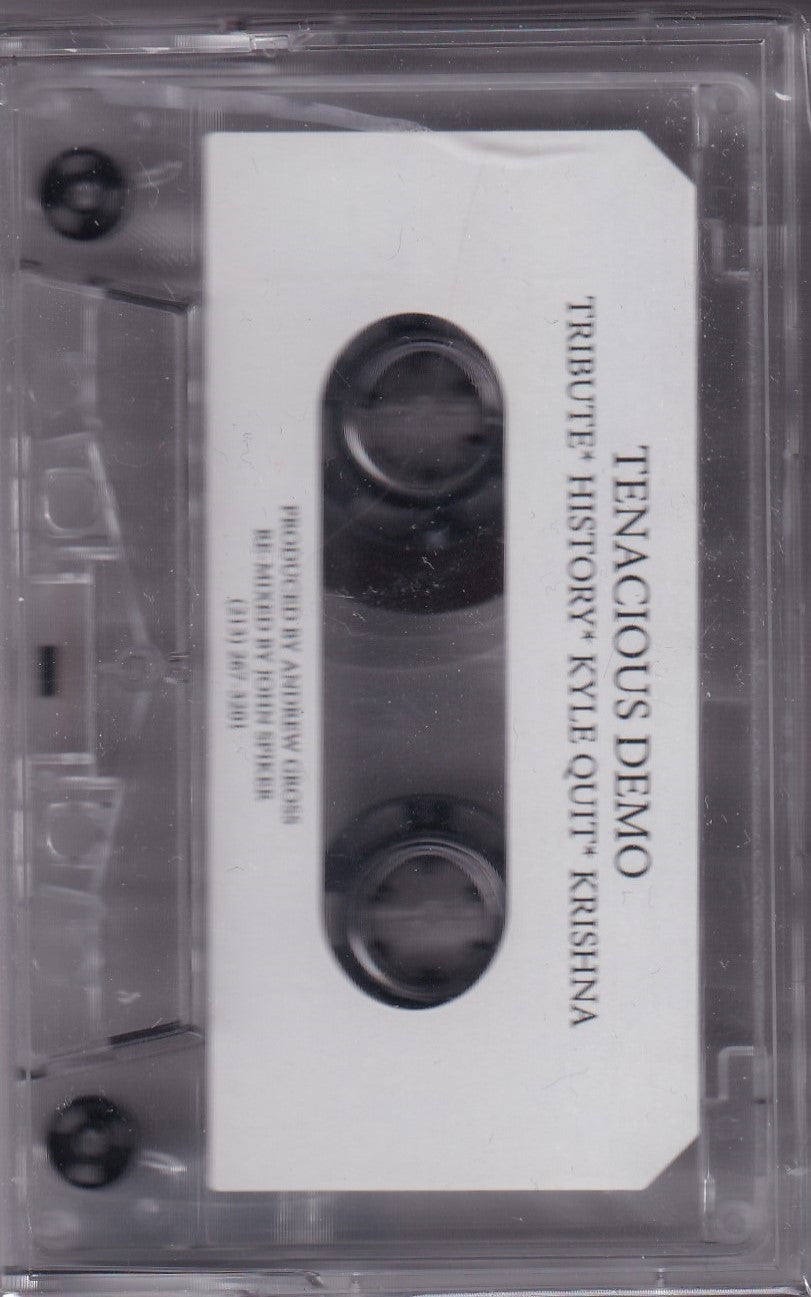 TENACIOUS DEMO
TRIBUTE* HISTORY* KYLE QUIT* KRISHNA
PRODUCED BY ANDREW GROSS
RE-MIXED BY JOHN SPIKER